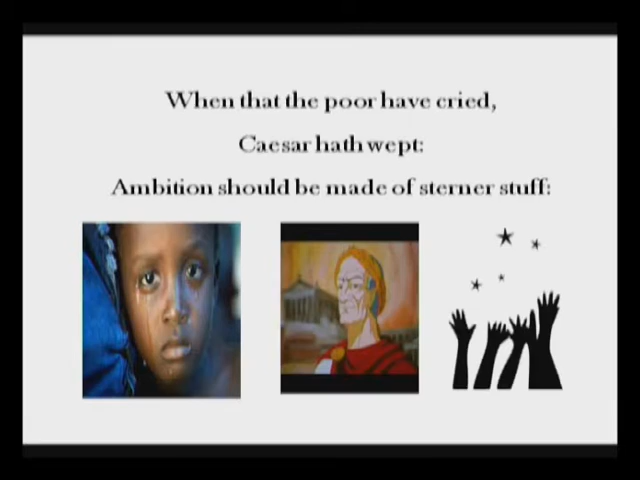 When that the poor have cried,
Caesar hath wept:
Ambition should be made of sterner stuff: